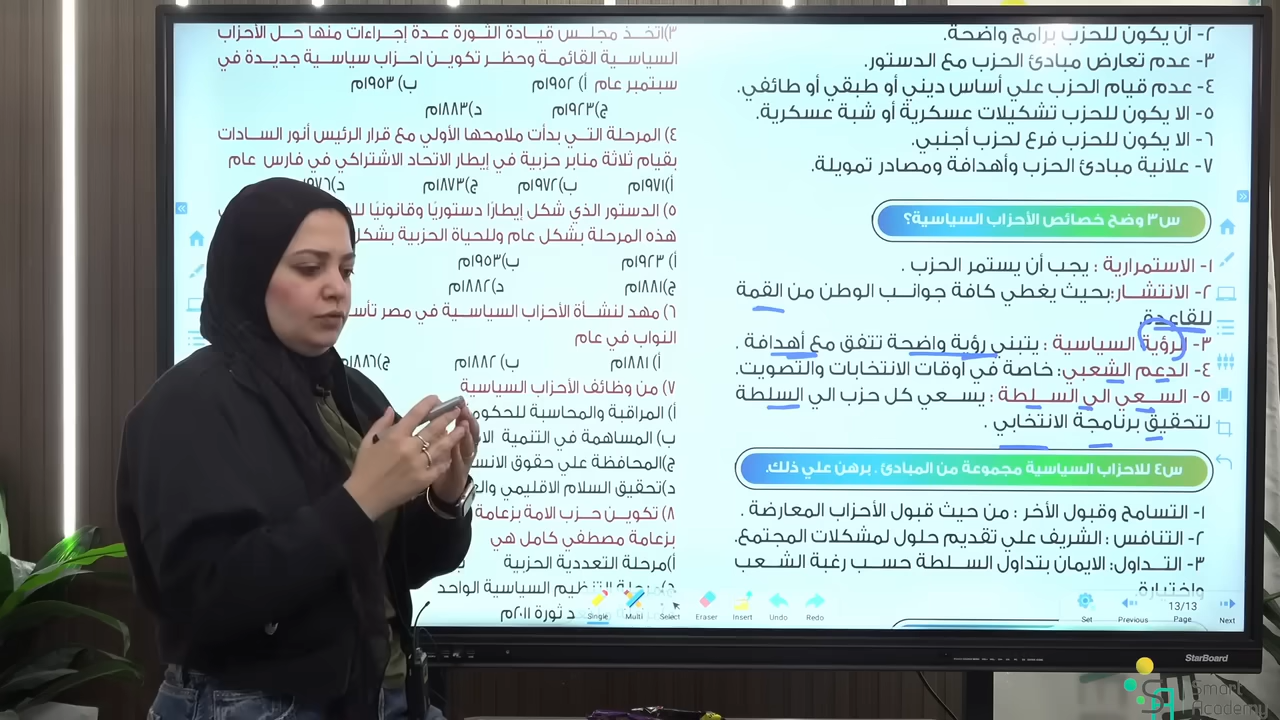 ٢- أن يكون للحزب برامج واضحة.
٣- عدم تعارض مبادئ الحزب مع الدستور.
٤- عدم قيام الحزب علي أساس ديني أو طبقي أو طائفي.
٥- الا يكون للحزب تشكيلات عسكرية أو شبة عسكرية.
٦- الا يكون للحزب فرع لحزب أجنبي.
٧- علانية مبادئ الحزب وأهدافة ومصادر تمويلة.
س٣ وضح خصائص الأحزاب السياسية؟
١- الاستمرارية : يجب أن يستمر الحزب .
٢- الانتشار:بحيث يغطي كافة جوانب الوطن من القمة
للقاعدة
٣- الرؤية السياسية : يتبني رؤية واضحة تتفق مع أهدافة .
٤- الدعم الشعبي: خاصة في أوقات الانتخابات والتصويت.
٥- السعي الي السلطة : يسعي كل حزب الي السلطة
لتحقيق برنامجة الانتخابي .
س٤ للاحزاب السياسية مجموعة من المبادئ . برهن علي ذلك.
١- التسامح وقبول الأخر : من حيث قبول الأحزاب المعارضة .
٢- التنافس : الشريف علي تقديم حلول لمشكلات المجتمع.
٣- التداول: الايمان بتداول السلطة حسب رغبة الشعب
واختيارة.
٣)اتخذ مجلس قيادة الثورة عدة إجراءات منها حل الأحزاب
السياسية القائمة وحظر تكوين احزاب سياسية جديدة في
سبتمبر عام أ) ١٩٥٢م ب) ١٩٥٣م
ج)١٩٢٣م د)١٨٨٣م
٤) المرحلة التي بدأت ملامحها الأولي مع قرار الرئيس أنور السادات
بقيام ثلاثة منابر حزبية في إيطار الاتحاد الاشتراكي في فارس عام
أ)١٩٧١م ب)١٩٧٢م ج)١٨٧٣م د)١٩٧٦م
٥) الدستور الذي شكل إيطارًا دستوريًا وقانونيًا
هذه المرحلة بشكل عام وللحياة الحزبية بشكل
أ) ١٩٢٣م ب)١٩٥٣م
ج)١٨٨١م د)١٨٨٢م
٦) مهد لنشأة الأحزاب السياسية في مصر
النواب في عام
أ) ١٨٨١م ب) ١٨٨٢م ج)١٨٨٦م
٧) من وظائف الأحزاب السياسية
أ) المراقبة والمحاسبة
ب) المساهمة في التنمية
ج)المحافظة علي حقوق
د)تحقيق السلام الاقليمي
٨) تكوين حزب الامة بزعامة
بزعامة مصطفي كامل هي
أ)مرحلة التعددية الحزبية
ج)مرحلة التنظيم السياسية الواحد
د ثورة ٢٠١١م
Single Multi Select Eraser Insert Undo Redo
Set Previous 13/13 Page Next
StarBoard
Smart
Academy